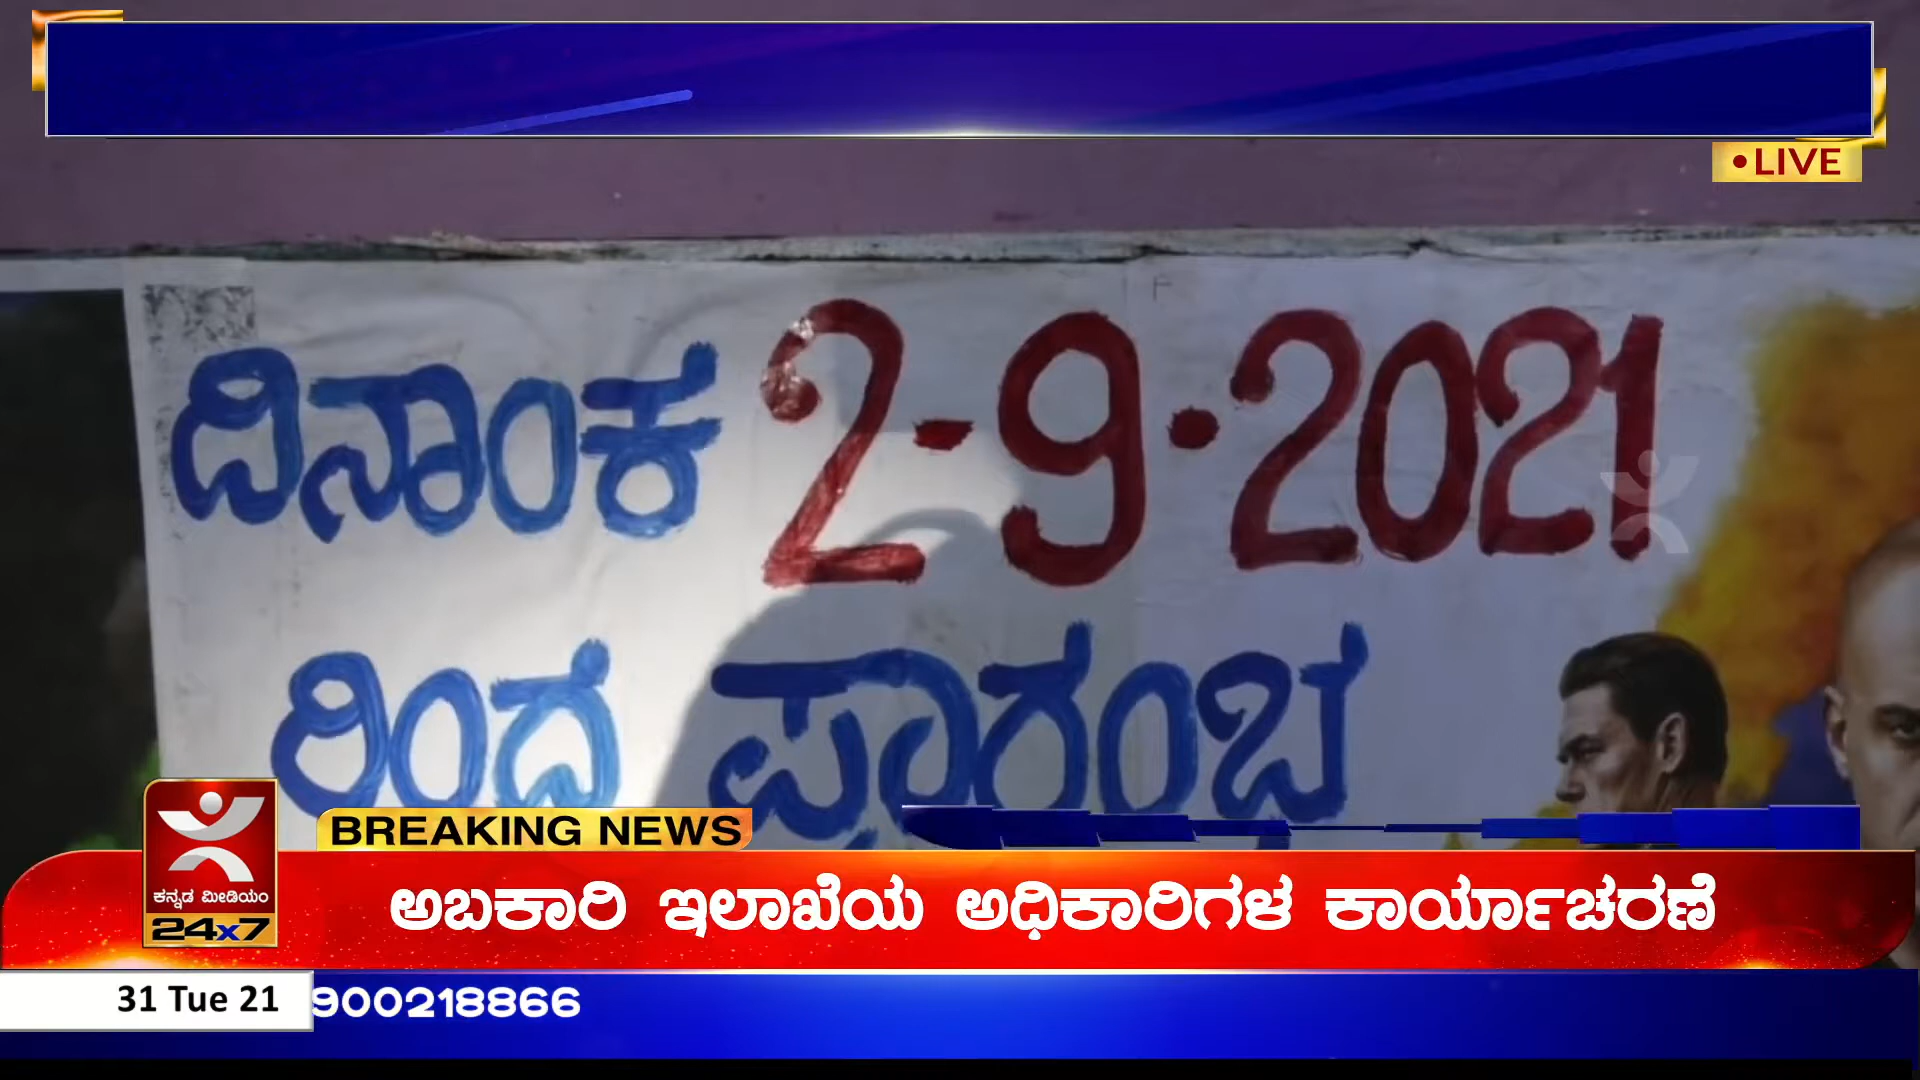 • LIVE
ದಿನಾಂಕ 2-9·2021
ರಿಂದ ಪ್ರಾರಂಭ
BREAKING NEWS
ಅಬಕಾರಿ ಇಲಾಖೆಯ ಅಧಿಕಾರಿಗಳ ಕಾರ್ಯಾಚರಣೆ
ಕನ್ನಡ ಮೀಡಿಯಂ
24x7
31 Tue 21
900218866